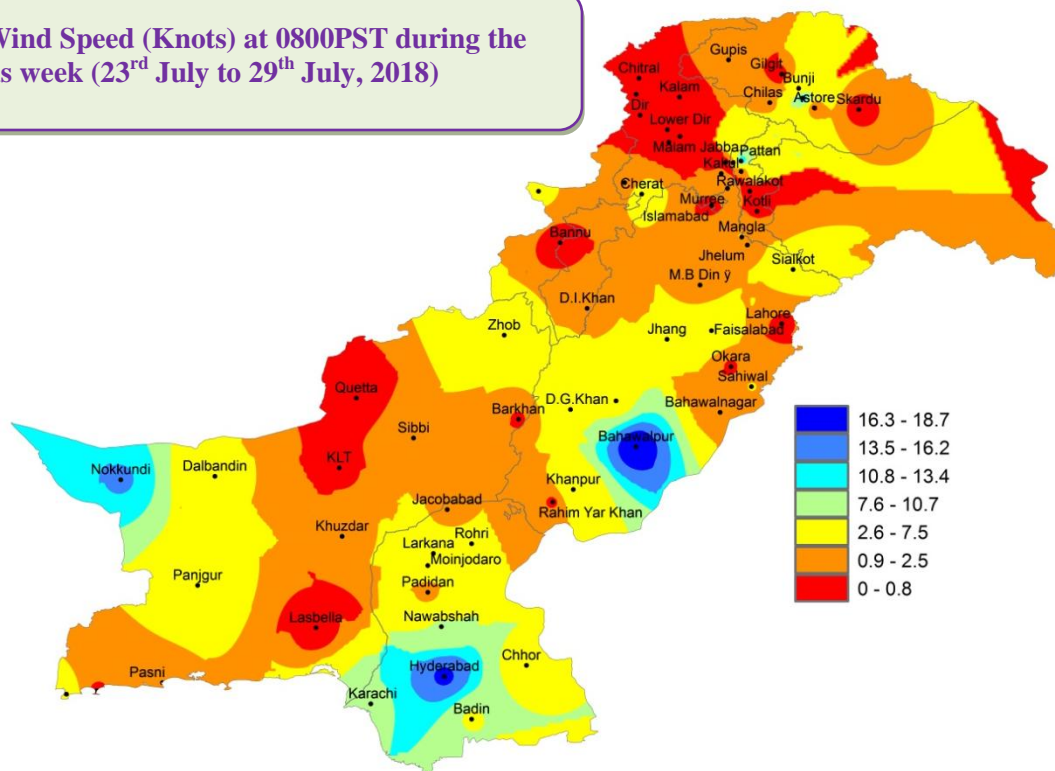 Wind Speed (Knots) at 0800PST during the
s week (23rd July to 29th July, 2018)
Gupis
Gilgit
Chitral
Bunji
Kalam
Chilas
Astore
Skardu
Dir
Lower Dir
Malam Jabba
Pattan
Kakul
Cherat
Rawalakot
Murree
Kotli
Islamabad
Mangla
Bannu
Jhelum
Sialkot
M.B Din ÿ
D.I.Khan
Lahore
Zhob
Jhang
Faisalabad
Okara
Sahiwal
Quetta
D.G.Khan
Bahawalnagar
Barkhan
Sibbi
Bahawalpur
KLT
Nokkundi
Dalbandin
Khanpur
Jacobabad
Rahim Yar Khan
Khuzdar
Rohri
Larkana
Moinjodaro
Panjgur
Padidan
Lasbella
Nawabshah
Chhor
Hyderabad
Pasni
Karachi
Badin
16.3 - 18.7
13.5 - 16.2
10.8 - 13.4
7.6 - 10.7
2.6 - 7.5
0.9 - 2.5
0 - 0.8